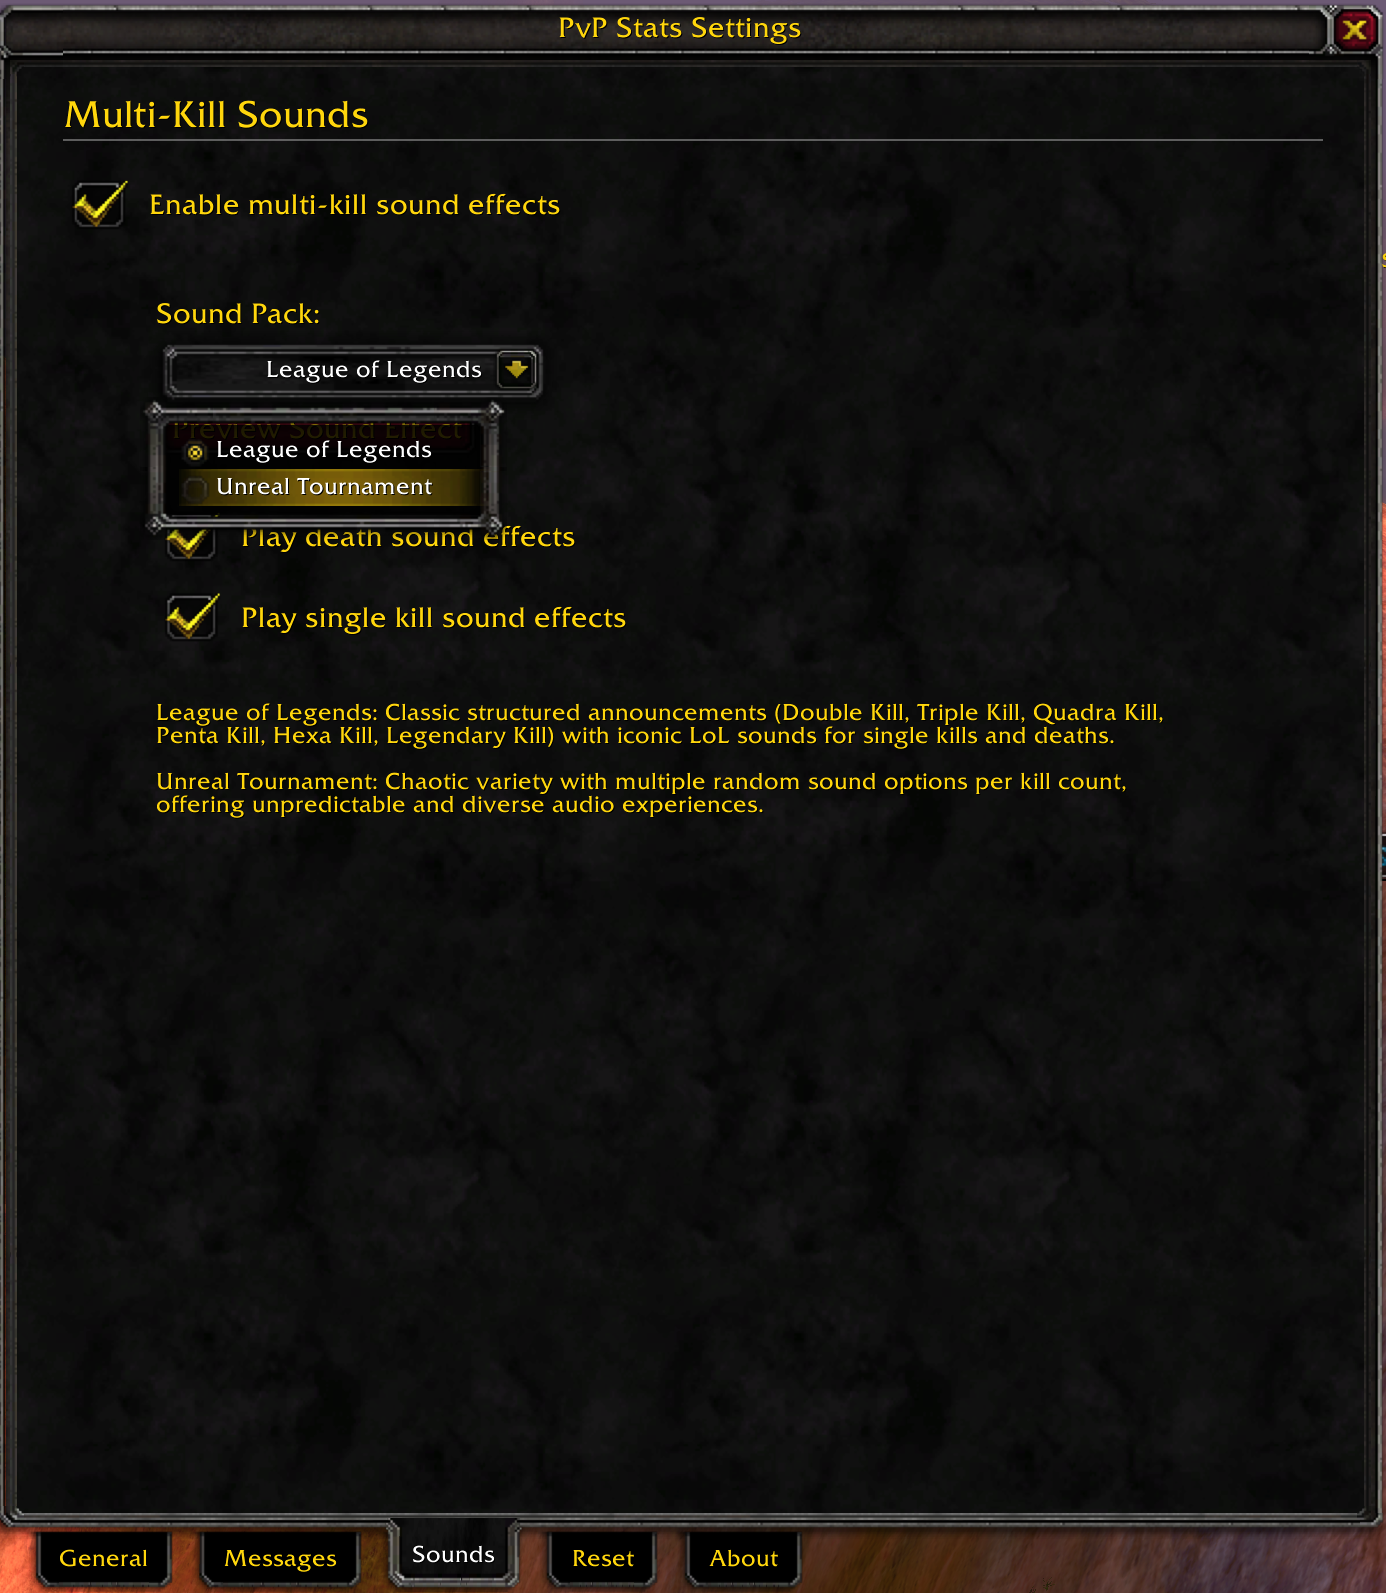 PvP Stats Settings
Multi-Kill Sounds
Enable multi-kill sound effects
Sound Pack:
League of Legends
Preview Sound Effect
League of Legends
Unreal Tournament
Play death sound effects
Play single kill sound effects
League of Legends: Classic structured announcements (Double Kill, Triple Kill, Quadra Kill,
Penta Kill, Hexa Kill, Legendary Kill) with iconic LoL sounds for single kills and deaths.
Unreal Tournament: Chaotic variety with multiple random sound options per kill count,
offering unpredictable and diverse audio experiences.
General
Messages
Sounds
Reset
About